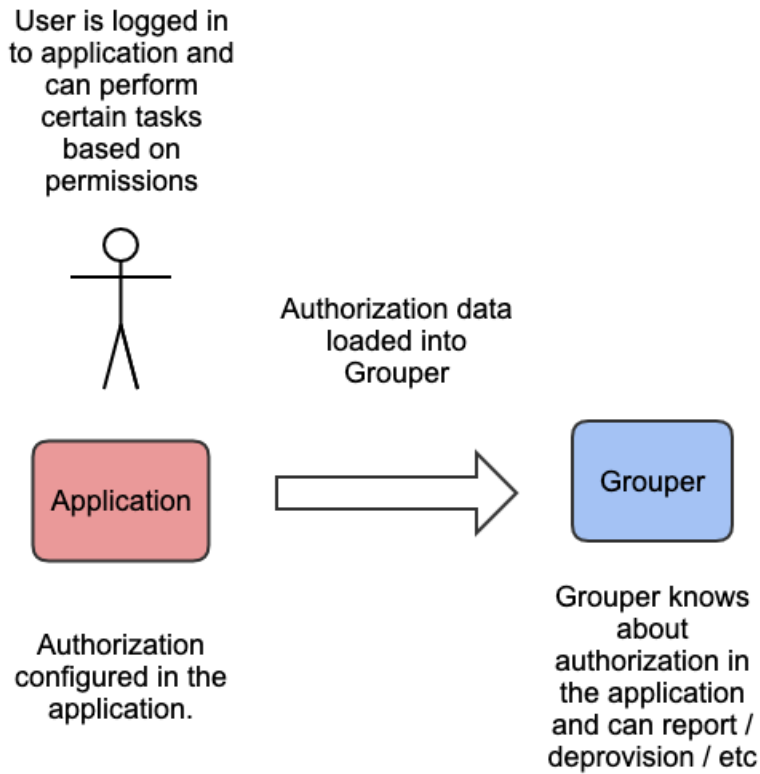 User is logged in
to application and
can perform
certain tasks
based on
permissions
Authorization data
loaded into
Grouper
Application
Grouper
Authorization
configured in the
application.
Grouper knows
about
authorization in
the application
and can report /
deprovision / etc